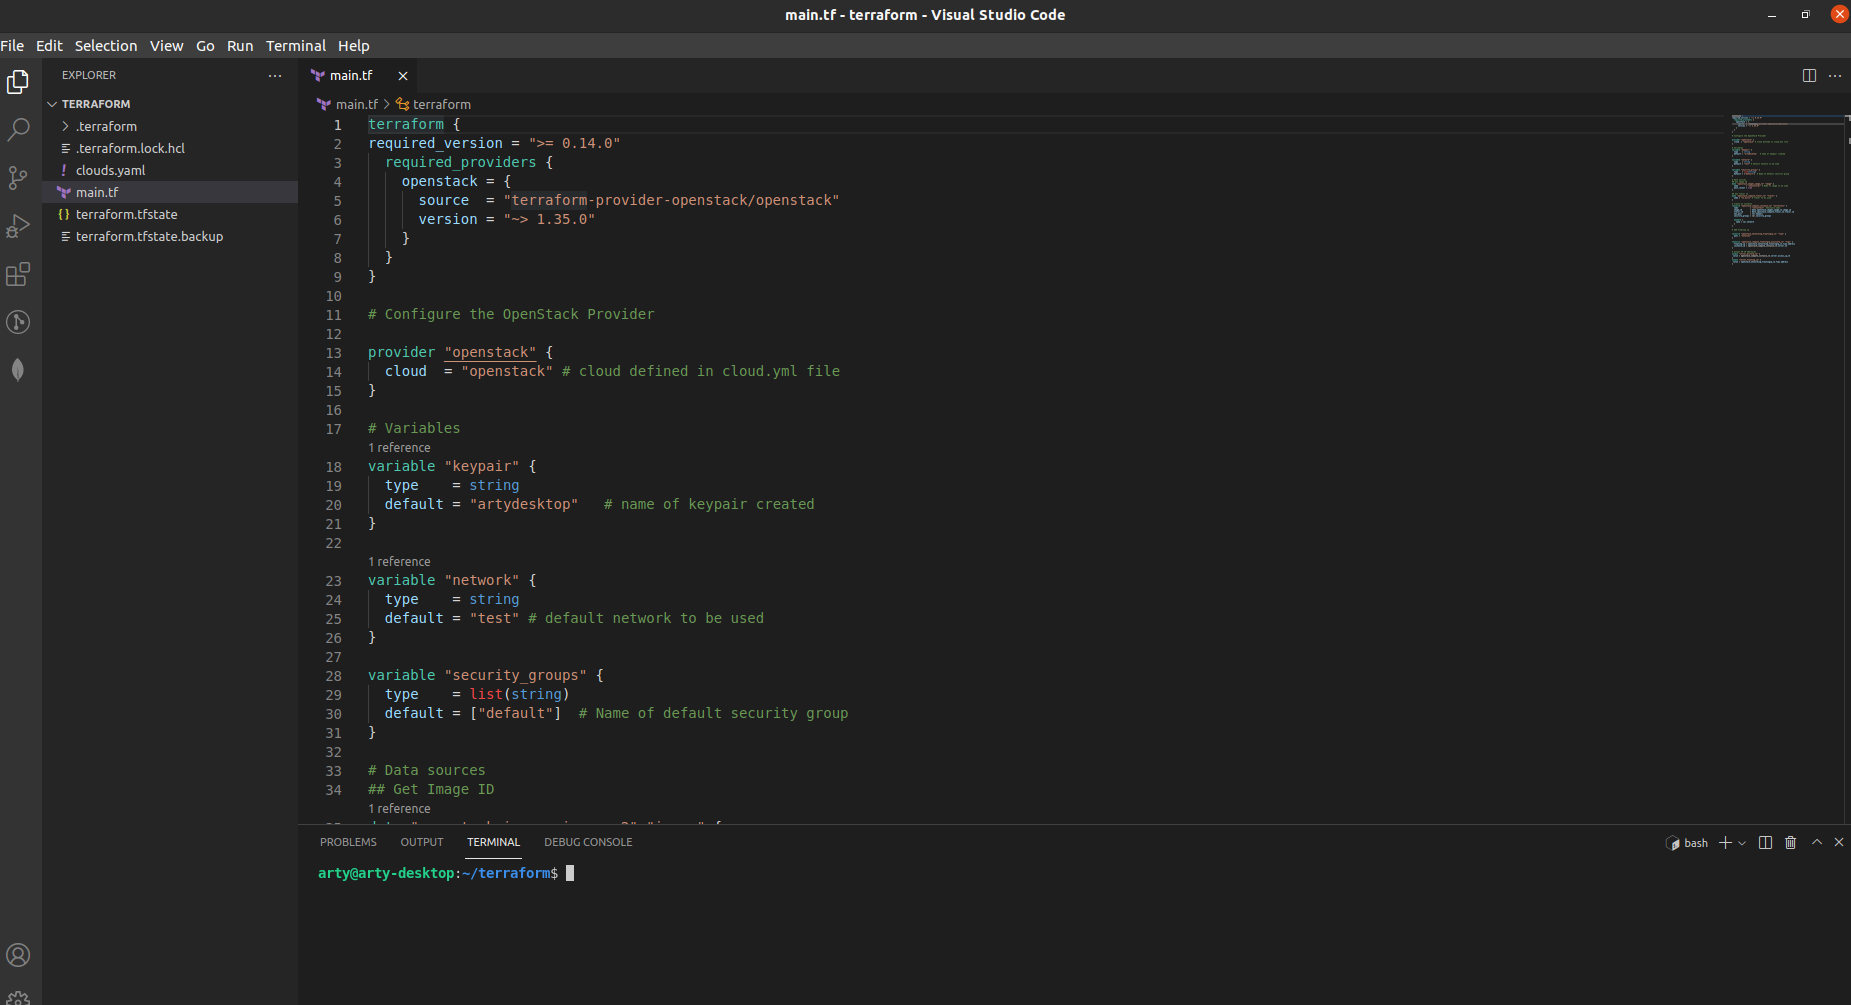 main.tf - terraform - Visual Studio Code
File Edit Selection View Go Run Terminal Help
EXPLORER
TERRAFORM
.terraform
.terraform.lock.hcl
! clouds.yaml
main.tf
{} terraform.tfstate
terraform.tfstate.backup
main.tf
main.tf > terraform
1 terraform {
2 required_version = ">= 0.14.0"
3   required_providers {
4     openstack = {
5       source  = "terraform-provider-openstack/openstack"
6       version = "~> 1.35.0"
7     }
8   }
9 }
10
11 # Configure the OpenStack Provider
12
13 provider "openstack" {
14   cloud  = "openstack" # cloud defined in cloud.yml file
15 }
16
17 # Variables
1 reference
18 variable "keypair" {
19   type    = string
20   default = "artydesktop"   # name of keypair created
21 }
22
1 reference
23 variable "network" {
24   type    = string
25   default = "test" # default network to be used
26 }
27
28 variable "security_groups" {
29   type    = list(string)
30   default = ["default"]  # Name of default security group
31 }
32
33 # Data sources
34 ## Get Image ID
1 reference
PROBLEMS OUTPUT TERMINAL DEBUG CONSOLE
bash
arty@arty-desktop:~/terraform$